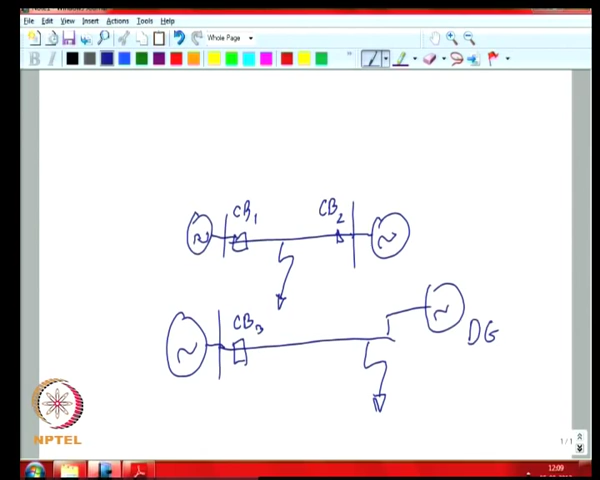 File Edit View Insert Actions Tools Help
Whole Page
B I
CB1 CB2
~ ~
CB3
~ ~ DG
NPTEL
1/1
12:09